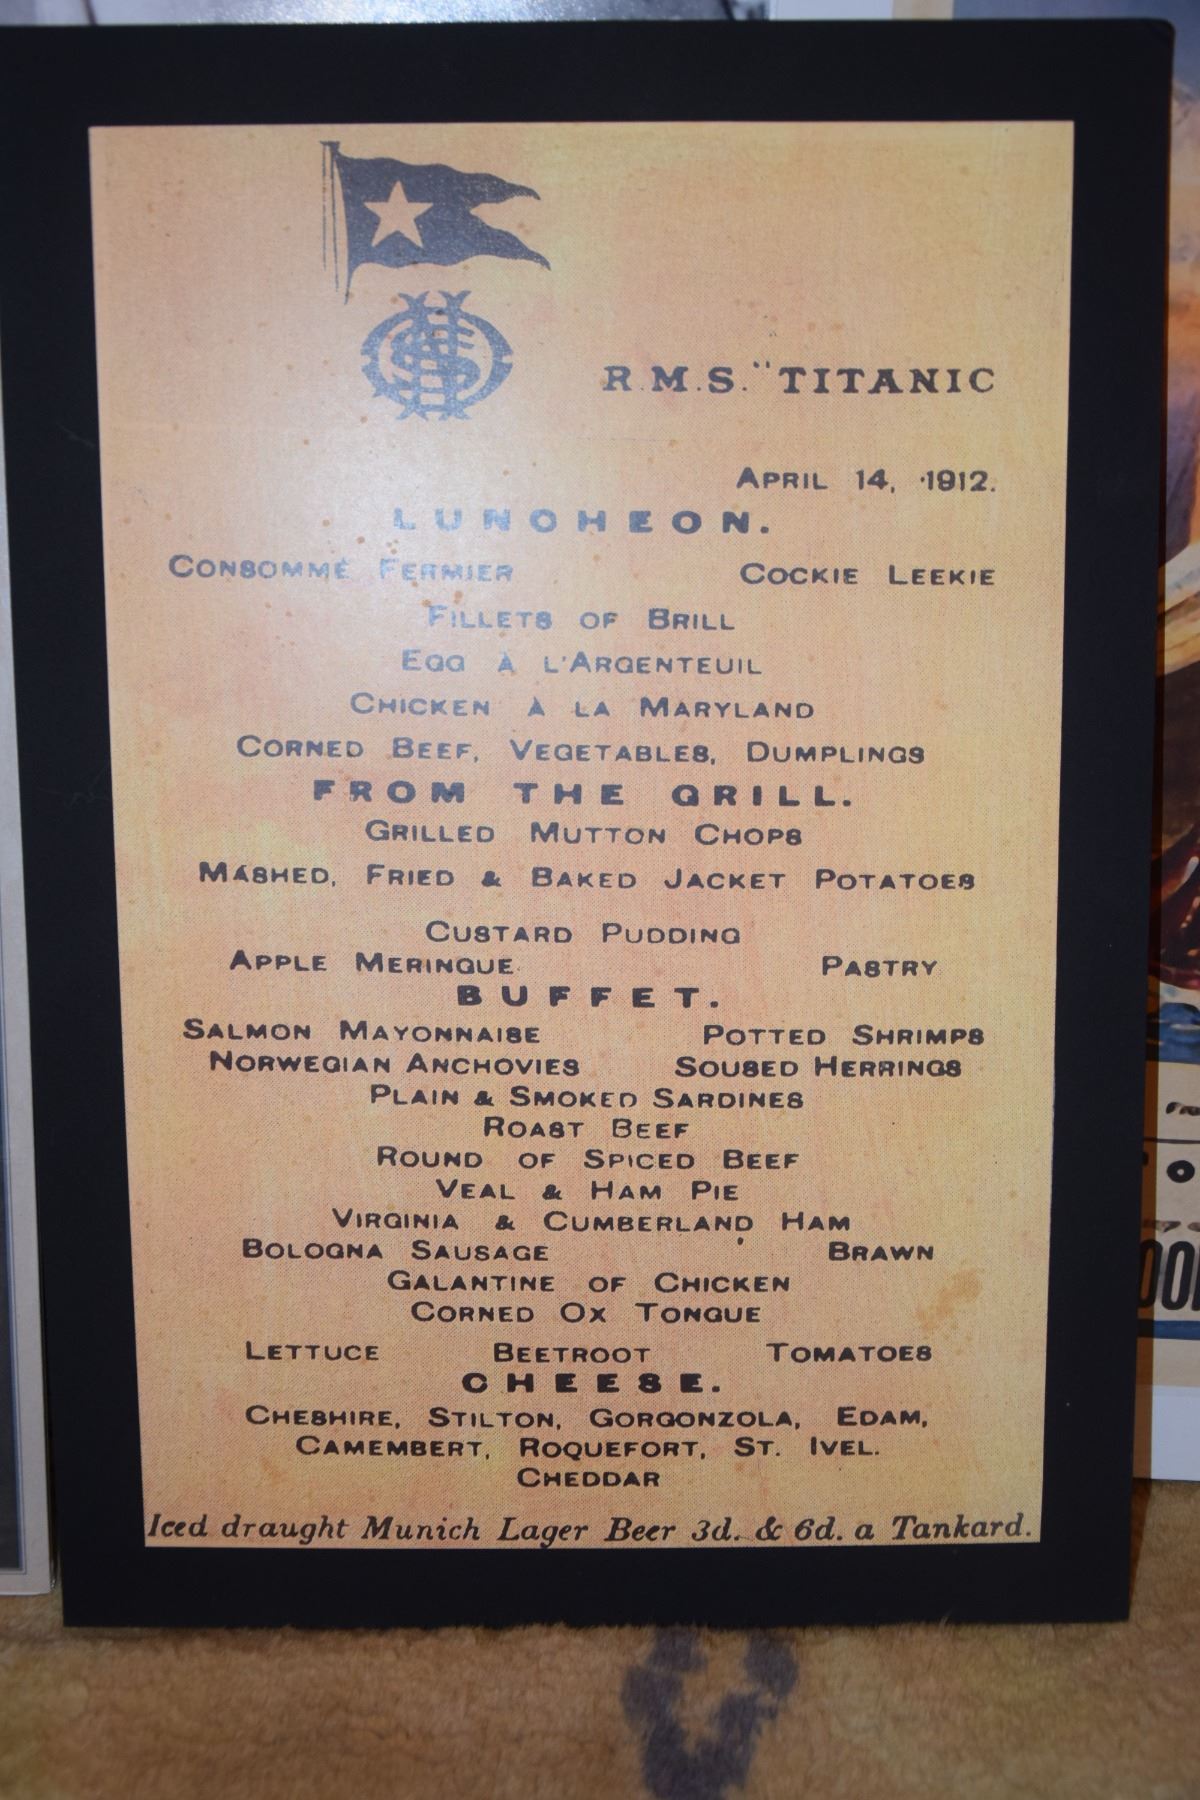 R.M.S. "TITANIC
APRIL 14, 1912.
LUNCHEON.
CONSOMMÉ FERMIER COCKIE LEEKIE
FILLETS OF BRILL
EGG À L'ARGENTEUIL
CHICKEN À LA MARYLAND
CORNED BEEF, VEGETABLES, DUMPLINGS
FROM THE GRILL.
GRILLED MUTTON CHOPS
MASHED, FRIED & BAKED JACKET POTATOES
CUSTARD PUDDING
APPLE MERINGUE PASTRY
BUFFET.
SALMON MAYONNAISE POTTED SHRIMPS
NORWEGIAN ANCHOVIES SOUSED HERRINGS
PLAIN & SMOKED SARDINES
ROAST BEEF
ROUND OF SPICED BEEF
VEAL & HAM PIE
VIRGINIA & CUMBERLAND HAM
BOLOGNA SAUSAGE BRAWN
GALANTINE OF CHICKEN
CORNED OX TONGUE
LETTUCE BEETROOT TOMATOES
CHEESE.
CHESHIRE, STILTON, GORGONZOLA, EDAM,
CAMEMBERT, ROQUEFORT, ST. IVEL.
CHEDDAR
Iced draught Munich Lager Beer 3d. & 6d. a Tankard.